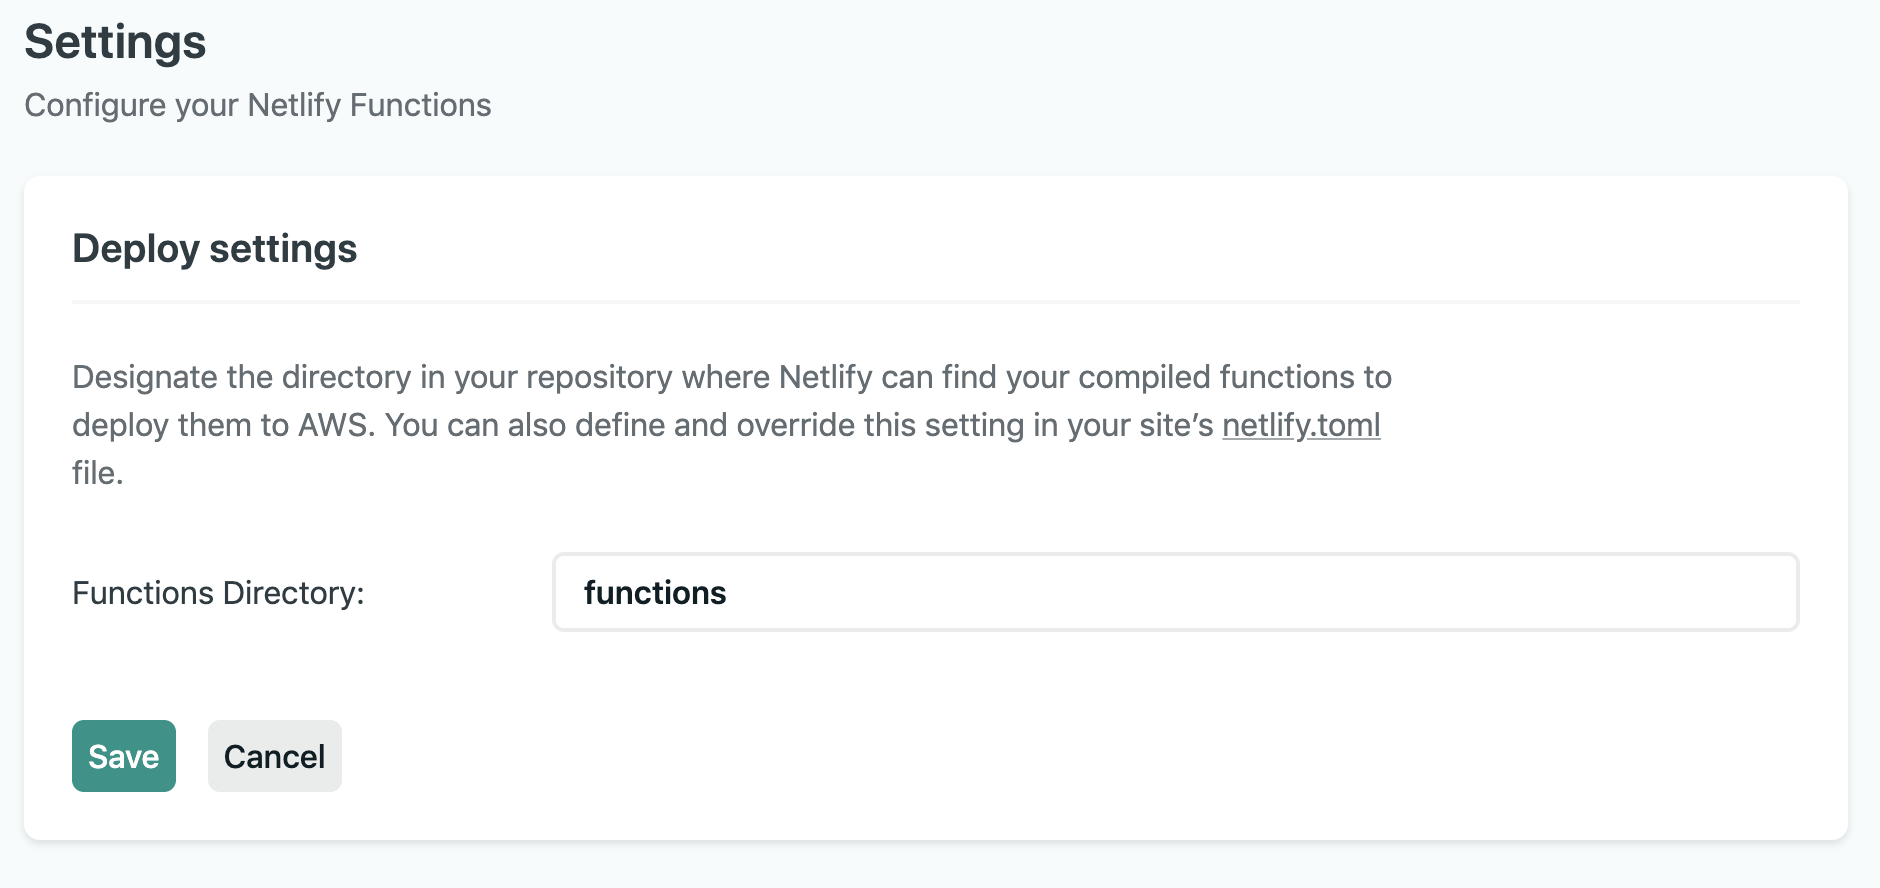 Settings
Configure your Netlify Functions
Deploy settings
Designate the directory in your repository where Netlify can find your compiled functions to
deploy them to AWS. You can also define and override this setting in your site’s netlify.toml
file.
Functions Directory:
functions
Save
Cancel